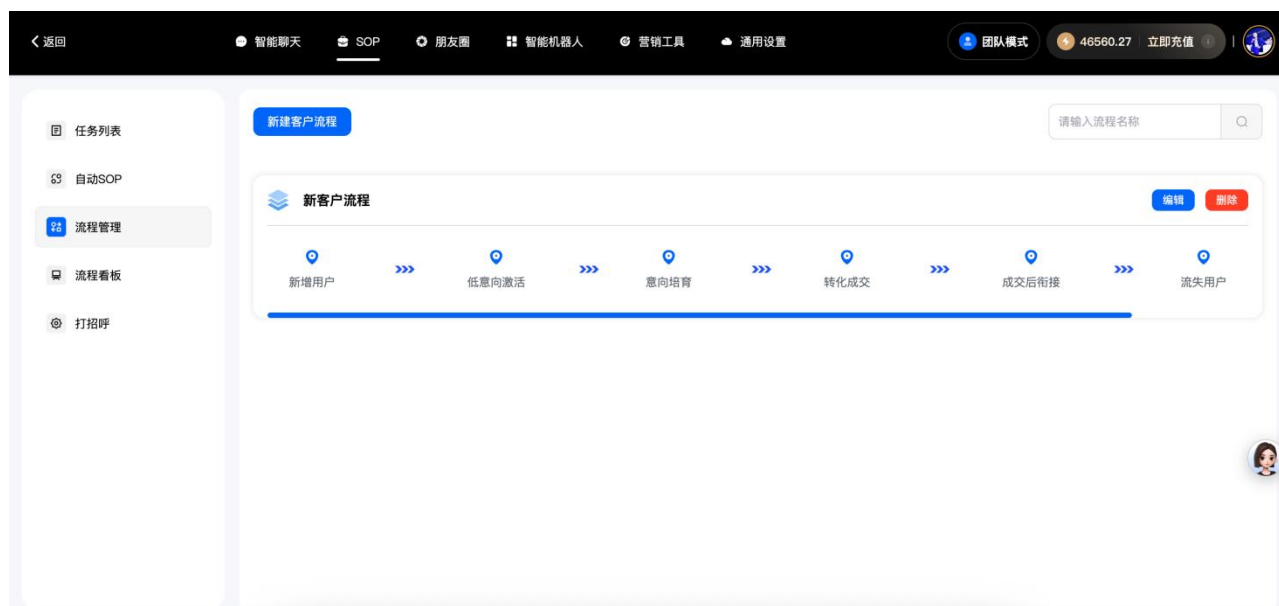 返回 智能聊天 SOP 朋友圈 智能机器人 营销工具 通用设置 团队模式 46560.27 立即充值
任务列表
自动SOP
流程管理
流程看板
打招呼
新建客户流程 请输入流程名称
新客户流程 编辑 删除
新增用户 低意向激活 意向培育 转化成交 成交后衔接 流失用户